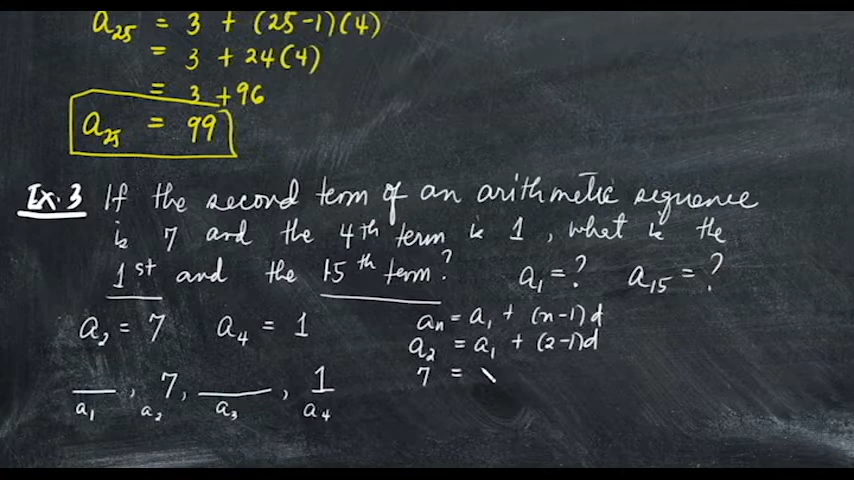 a₂₅ = 3 + (25-1)(4)
= 3 + 24(4)
= 3 + 96
a₂₅ = 99
Ex. 3 If the second term of an arithmetic sequence
is 7 and the 4th term is 1, what is the
1st and the 15th term? a₁ = ? a₁₅ = ?
a₂ = 7 a₄ = 1
aₙ = a₁ + (n-1)d
a₂ = a₁ + (2-1)d
7 =
__, 7, __, 1
a₁ a₂ a₃ a₄